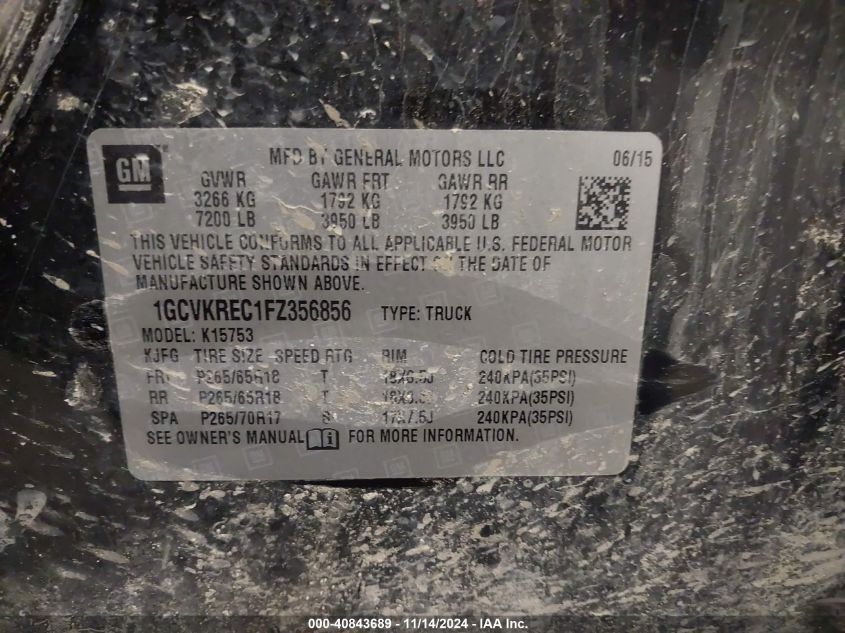 GM
MFD BY GENERAL MOTORS LLC 06/15
GVWR GAWR FRT GAWR RR
3266 KG 1792 KG 1792 KG
7200 LB 3950 LB 3950 LB
THIS VEHICLE CONFORMS TO ALL APPLICABLE U.S. FEDERAL MOTOR
VEHICLE SAFETY STANDARDS IN EFFECT ON THE DATE OF
MANUFACTURE SHOWN ABOVE.
1GCVKREC1FZ356856 TYPE: TRUCK
MODEL: K15753
KJFG TIRE SIZE SPEED RTG RIM COLD TIRE PRESSURE
FRT P265/65R18 T 240KPA(35PSI)
RR P265/65R18 T 240KPA(35PSI)
SPA P265/70R17 S 17X7.5J 240KPA(35PSI)
SEE OWNER'S MANUAL FOR MORE INFORMATION.
000-40843689 - 11/14/2024 - IAA Inc.